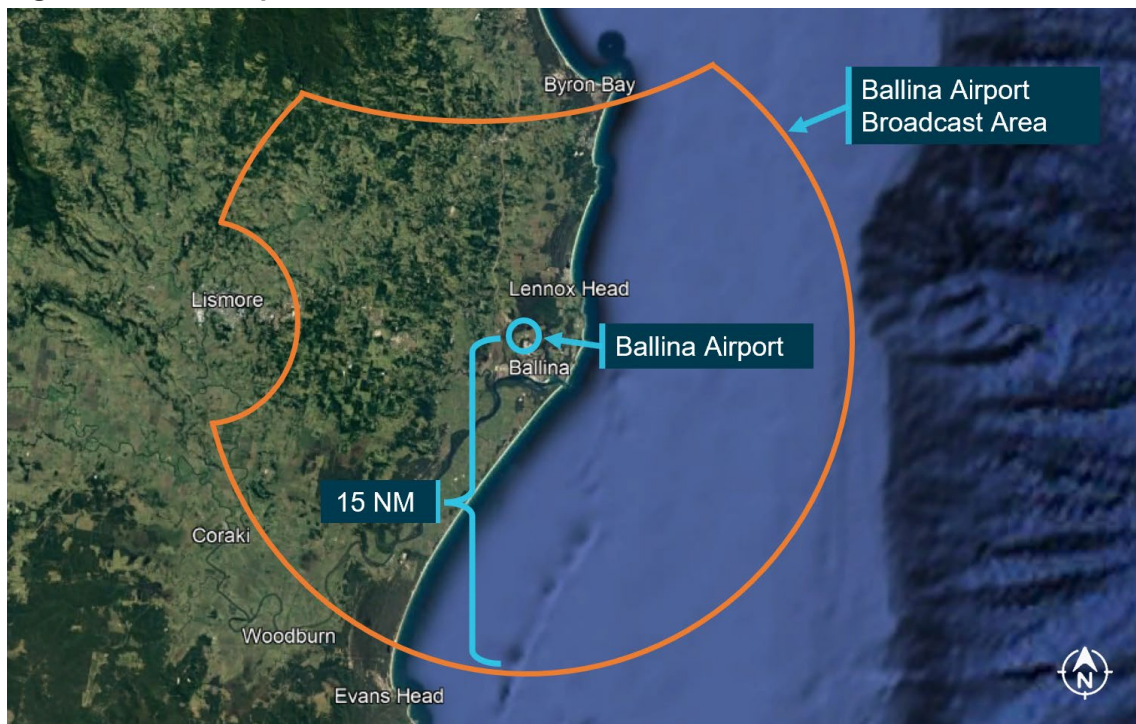 Byron Bay
Ballina Airport
Broadcast Area
Lismore
Lennox Head
Ballina Airport
Ballina
15 NM
Coraki
Woodburn
Evans Head
N